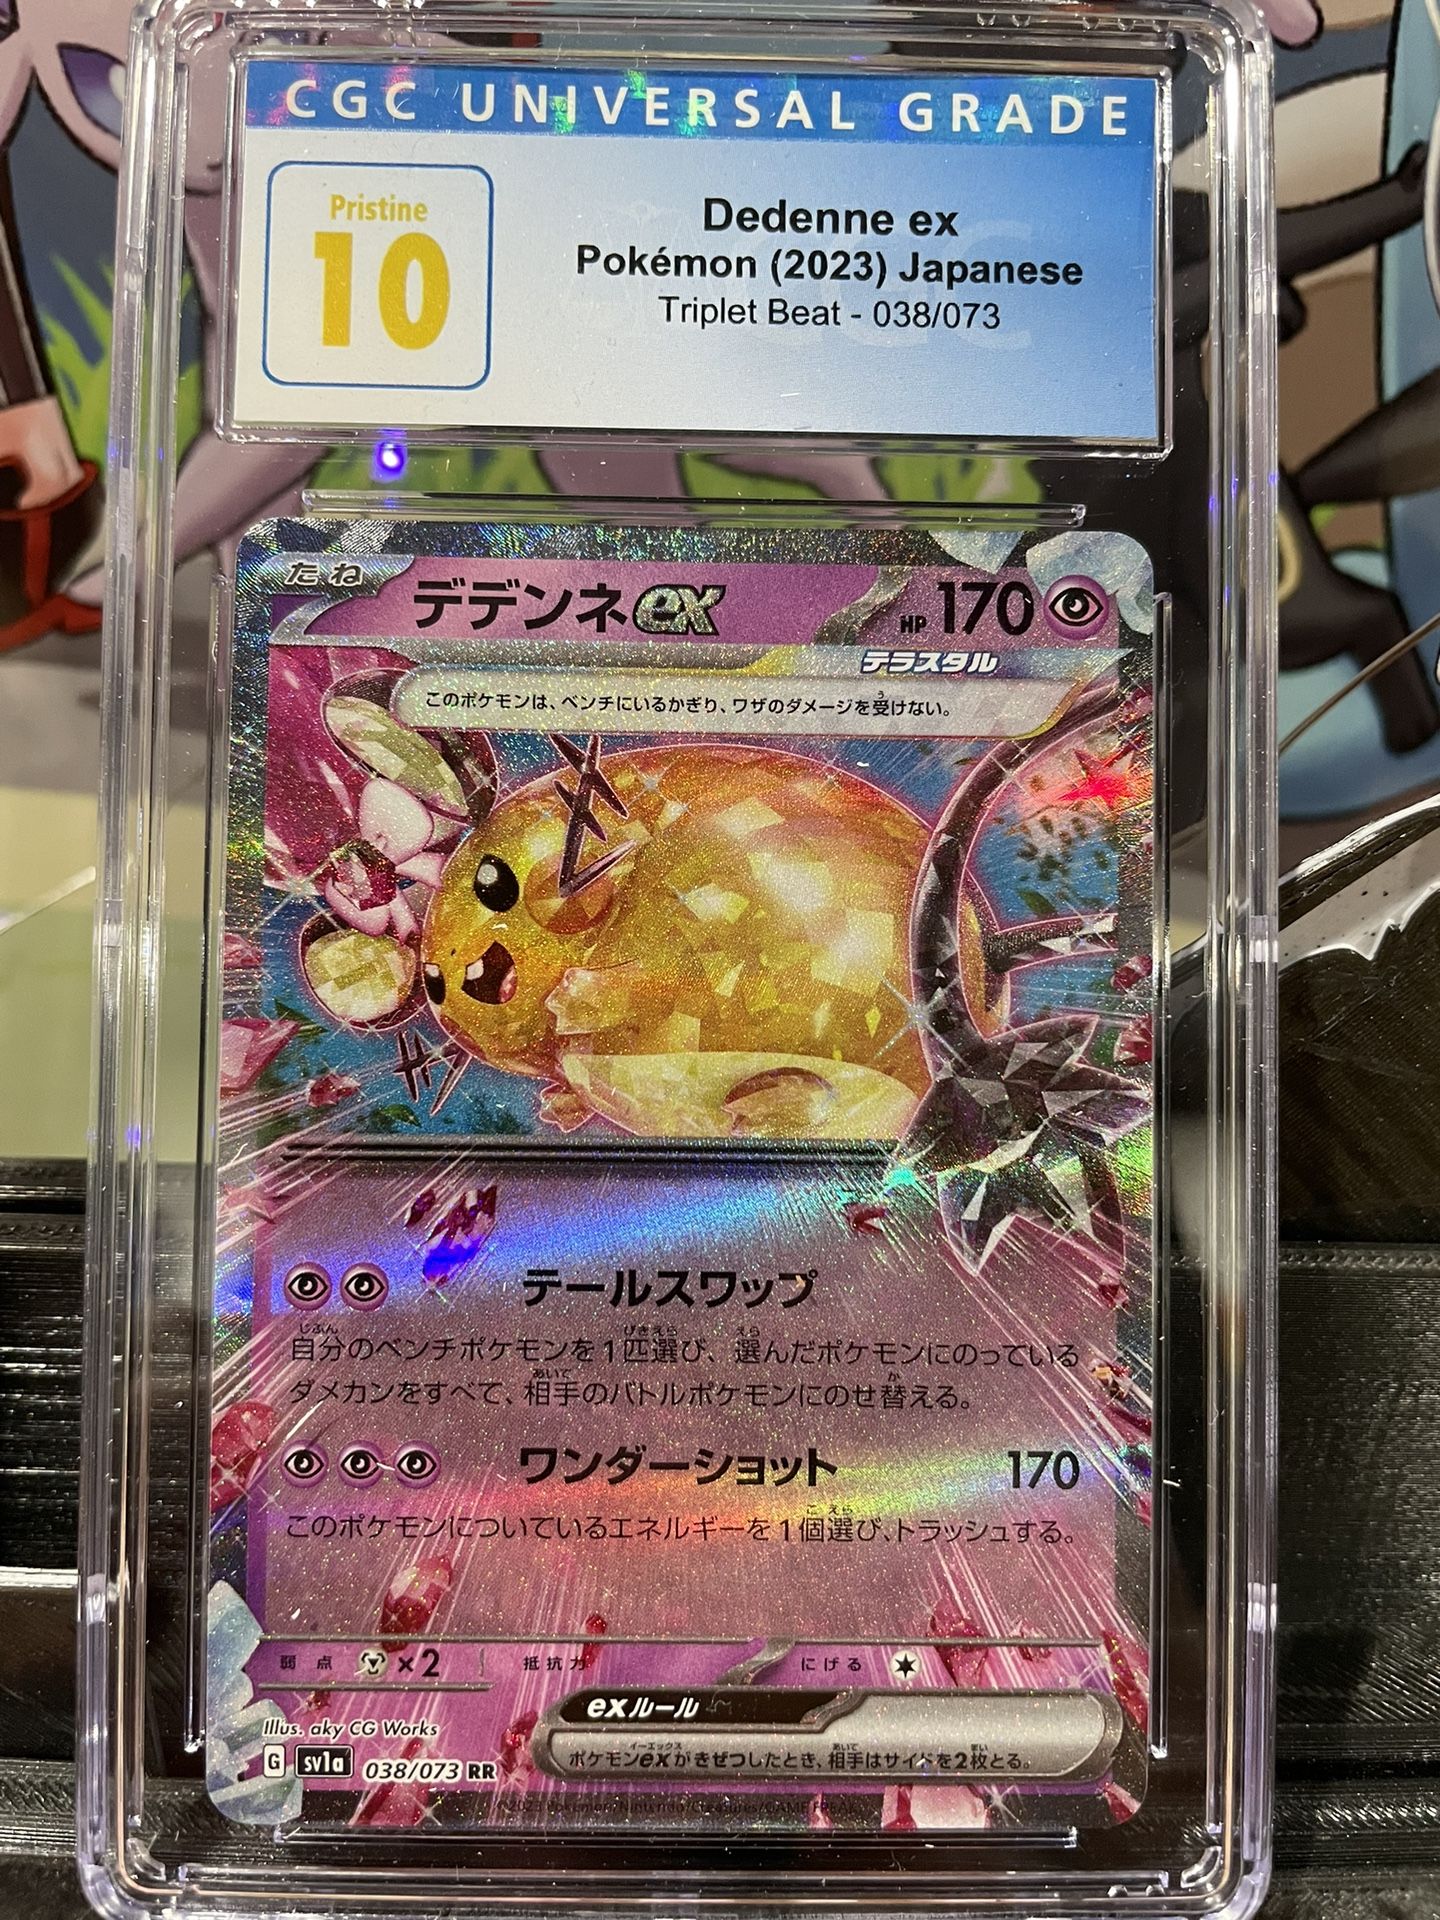 CGC UNIVERSAL GRADE
Pristine
10
Dedenne ex
Pokémon (2023) Japanese
Triplet Beat - 038/073
たね
デデンネex
HP 170
テラスタル
このポケモンは、ベンチにいるかぎり、ワザのダメージを受けない。
テールスワップ
自分のベンチポケモンを1匹選び、選んだポケモンにのっている
ダメカンをすべて、相手のバトルポケモンにのせ替える。
ワンダーショット 170
このポケモンについているエネルギーを1個選び、トラッシュする。
弱点 ×2 抵抗力 にげる
exルール
ポケモンexがきぜつしたとき、相手はサイドを2枚とる。
Illus. aky CG Works
G sv1a 038/073 RR
©2023 Pokémon/Nintendo/Creatures/GAME FREAK